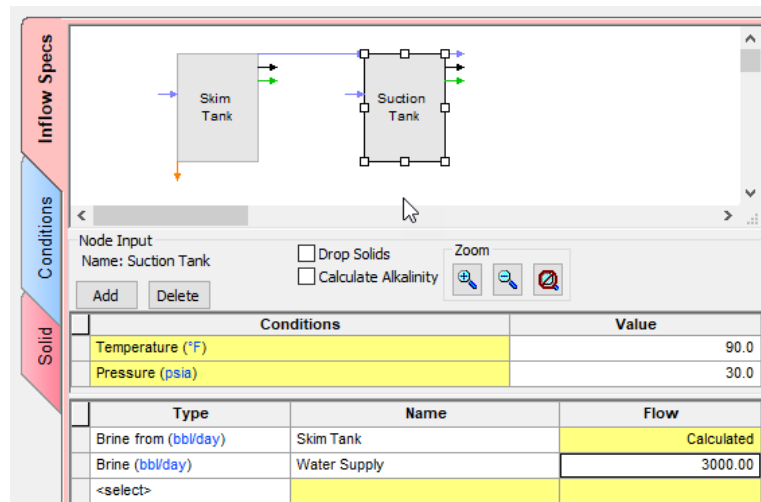 Inflow Specs
Conditions
Solid
Skim
Tank
Suction
Tank
Node Input
Name: Suction Tank
Drop Solids
Calculate Alkalinity
Zoom
Add
Delete
Conditions Value
Temperature (°F) 90.0
Pressure (psia) 30.0
Type Name Flow
Brine from (bbl/day) Skim Tank Calculated
Brine (bbl/day) Water Supply 3000.00
<select>